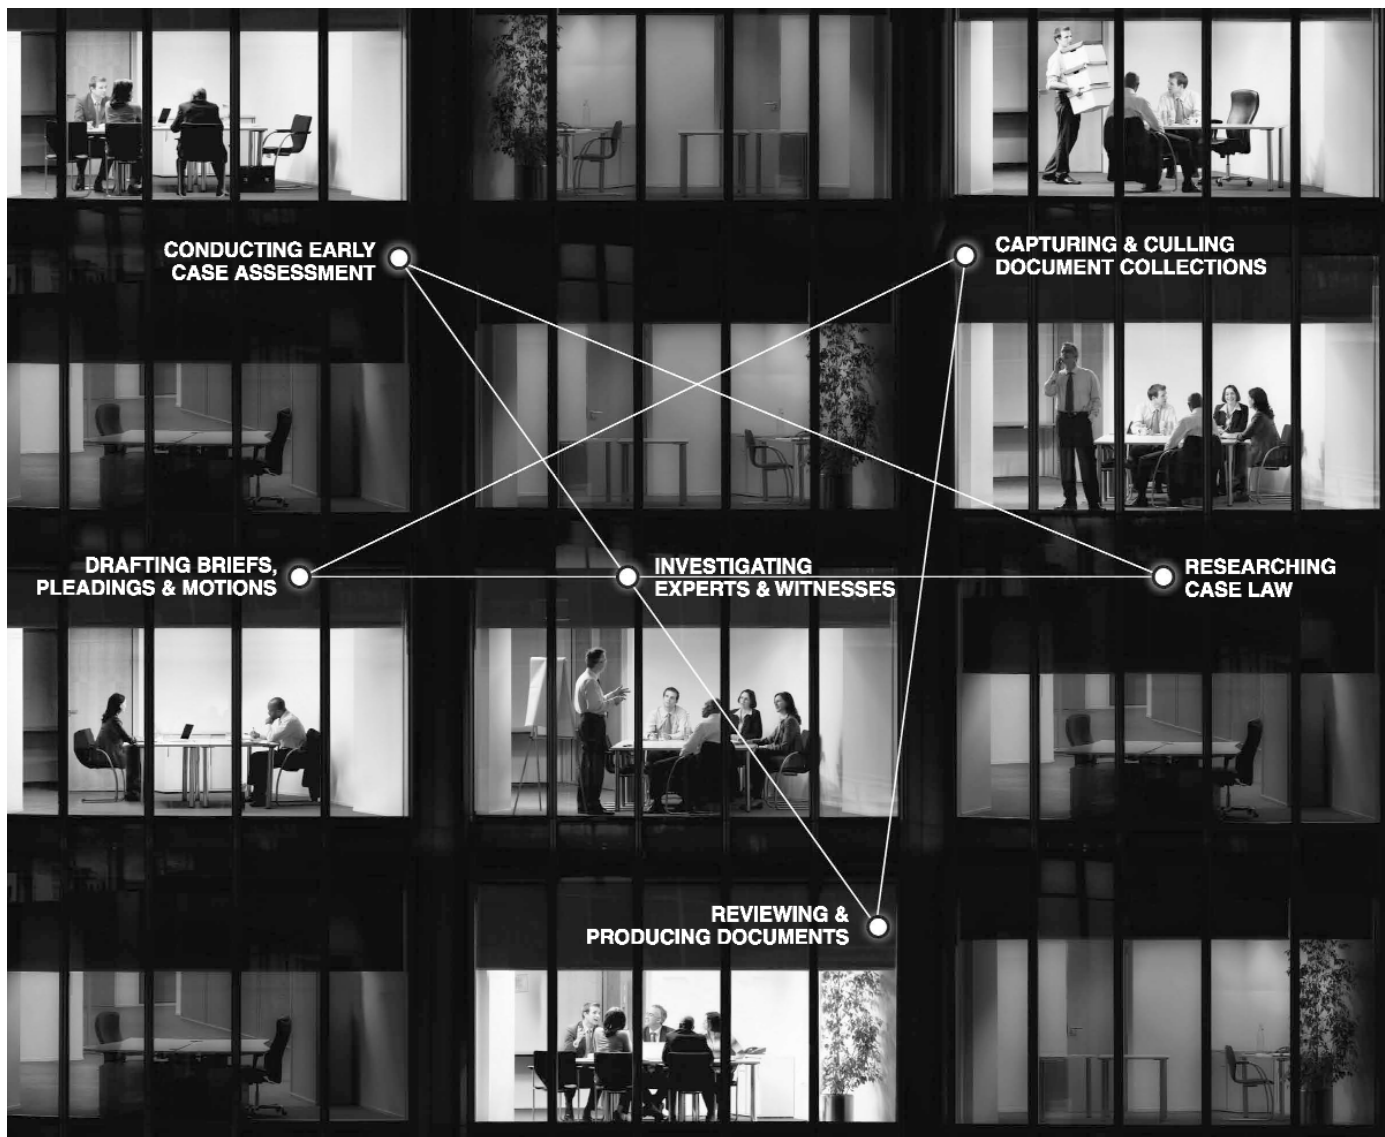 CONDUCTING EARLY
CASE ASSESSMENT
CAPTURING & CULLING
DOCUMENT COLLECTIONS
DRAFTING BRIEFS,
PLEADINGS & MOTIONS
INVESTIGATING
EXPERTS & WITNESSES
RESEARCHING
CASE LAW
REVIEWING &
PRODUCING DOCUMENTS